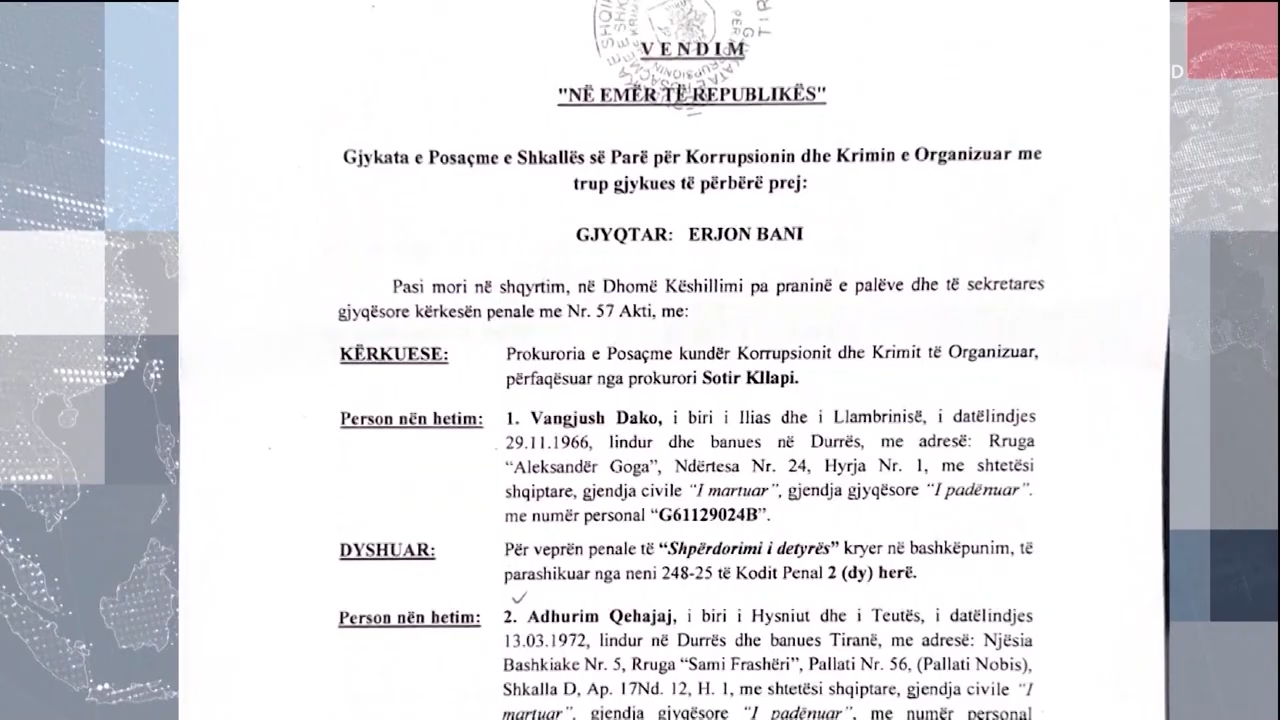 VENDIM
"NË EMËR TË REPUBLIKËS"
Gjykata e Posaçme e Shkallës së Parë për Korrupsionin dhe Krimin e Organizuar me
trup gjykues të përbërë prej:
GJYQTAR: ERJON BANI
Pasi mori në shqyrtim, në Dhomë Këshillimi pa praninë e palëve dhe të sekretares
gjyqësore kërkesën penale me Nr. 57 Akti, me:
KËRKUESE: Prokuroria e Posaçme kundër Korrupsionit dhe Krimit të Organizuar,
përfaqësuar nga prokurori Sotir Kllapi.
Person nën hetim: 1. Vangjush Dako, i biri i Ilias dhe i Llambrinisë, i datëlindjes
29.11.1966, lindur dhe banues në Durrës, me adresë: Rruga
“Aleksandër Goga”, Ndërtesa Nr. 24, Hyrja Nr. 1, me shtetësi
shqiptare, gjendja civile “I martuar”, gjendja gjyqësore “I padënuar”.
me numër personal “G61129024B”.
DYSHUAR: Për veprën penale të “Shpërdorimi i detyrës” kryer në bashkëpunim, të
parashikuar nga neni 248-25 të Kodit Penal 2 (dy) herë.
Person nën hetim: 2. Adhurim Qehajaj, i biri i Hysniut dhe i Teutës, i datëlindjes
13.03.1972, lindur në Durrës dhe banues Tiranë, me adresë: Njësia
Bashkiake Nr. 5, Rruga “Sami Frashëri”, Pallati Nr. 56, (Pallati Nobis),
Shkalla D, Ap. 17Nd. 12, H. 1, me shtetësi shqiptare, gjendja civile “I
martuar”, gjendja gjyqësore “I padënuar”, me numër personal